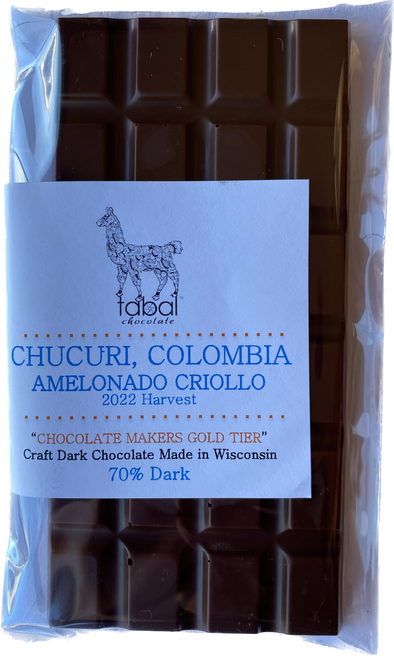 tabal
chocolate
CHUCURI, COLOMBIA
AMELONADO CRIOLLO
2022 Harvest
“CHOCOLATE MAKERS GOLD TIER”
Craft Dark Chocolate Made in Wisconsin
70% Dark